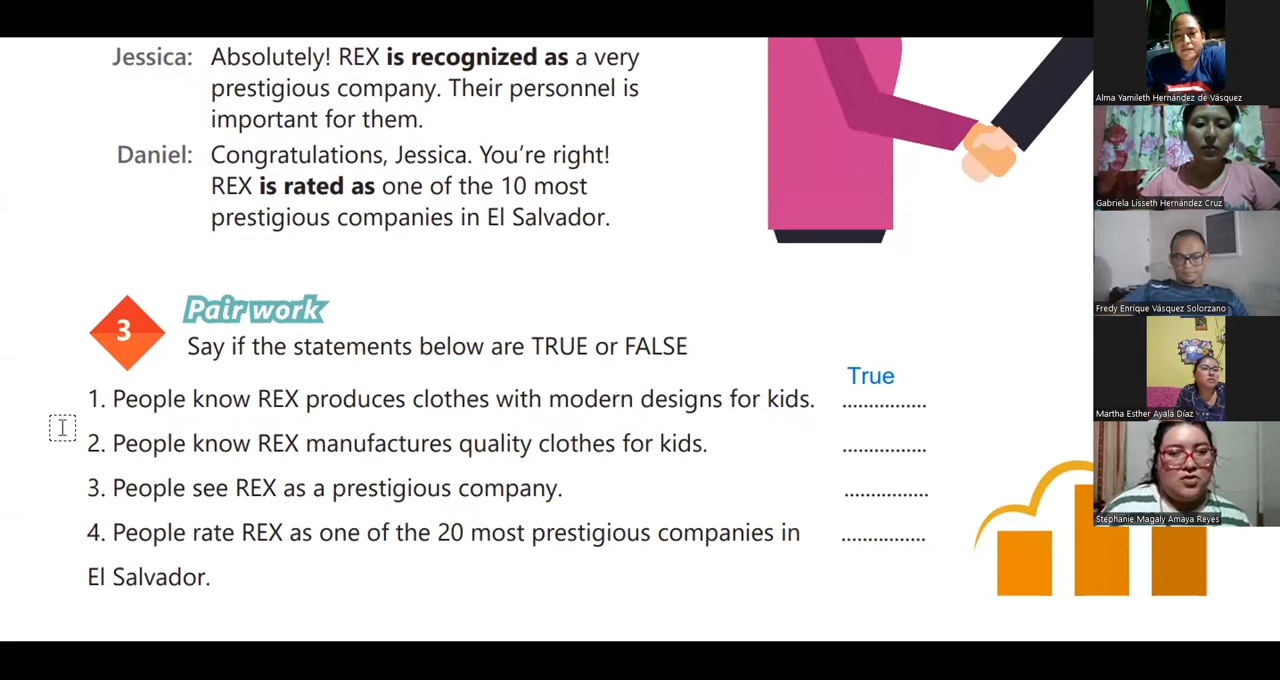 Jessica: Absolutely! REX is recognized as a very
prestigious company. Their personnel is
important for them.
Daniel: Congratulations, Jessica. You're right!
REX is rated as one of the 10 most
prestigious companies in El Salvador.
3
Pair work
Say if the statements below are TRUE or FALSE
True
1. People know REX produces clothes with modern designs for kids. ................
2. People know REX manufactures quality clothes for kids. ................
3. People see REX as a prestigious company. ................
4. People rate REX as one of the 20 most prestigious companies in ................
El Salvador.
Alma Yamileth Hernández de Vásquez
Gabriela Lisseth Hernández Cruz
Fredy Enrique Vásquez Solorzano
Martha Esther Ayala Díaz
Stephanie Magaly Amaya Reyes